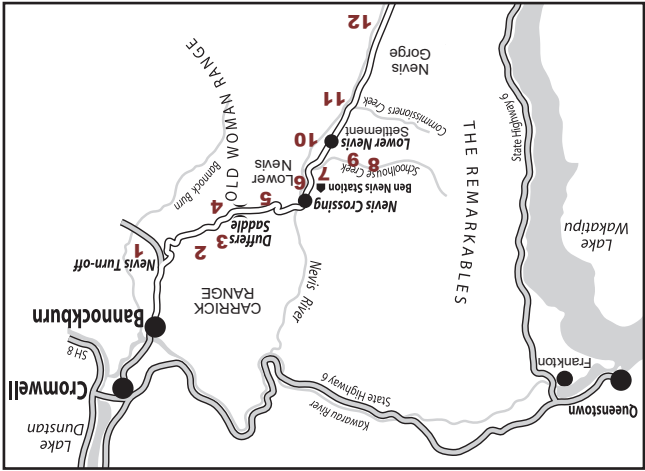 Lake
Dunstan
Kawarau River
Queenstown
State Highway 6
Cromwell
Frankton
SH 8
Bannockburn
CARRICK
RANGE
Nevis River
Nevis Turn-off
1
2
3
Duffers
Saddle
Lake
Wakatipu
THE REMARKABLES
Nevis Crossing
4
5
OLD WOMAN RANGE
Bannock Burn
Ben Nevis Station
6
7
Lower
Nevis
Schoolhouse Creek
8
9
Lower Nevis
Settlement
10
State Highway 6
Commissioners Creek
11
Nevis
Gorge
12